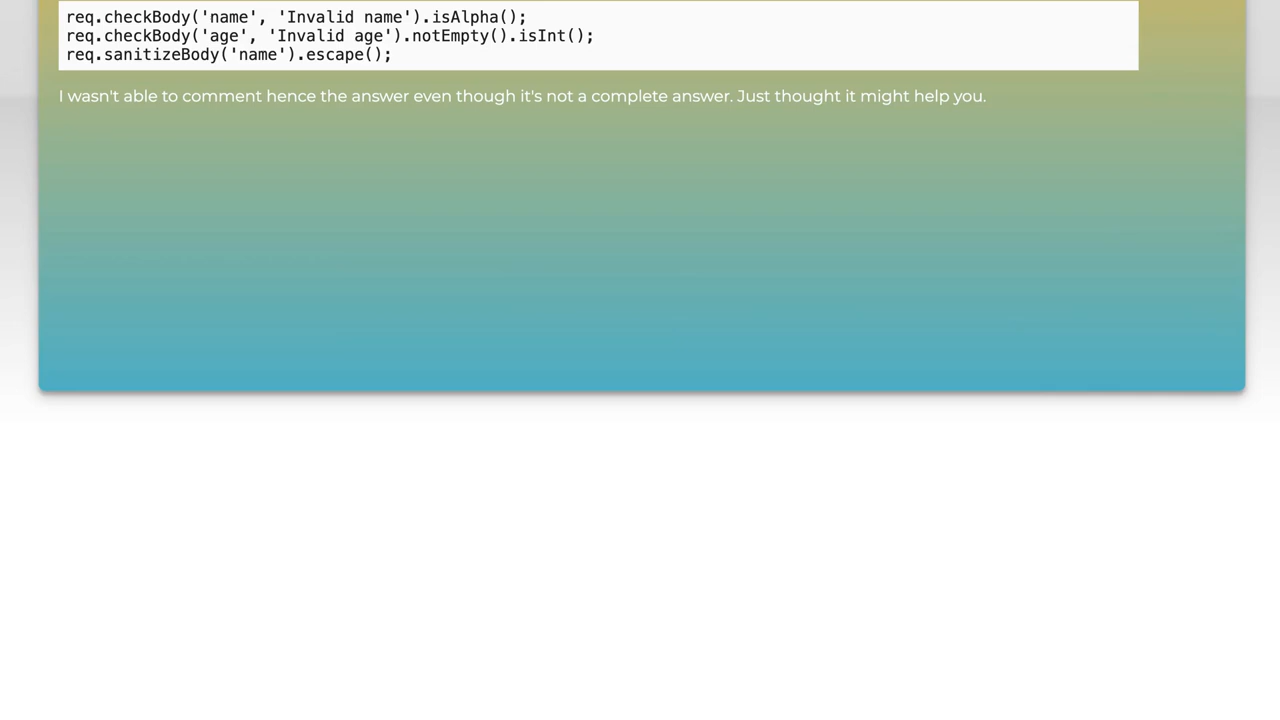 req.checkBody('name', 'Invalid name').isAlpha();
req.checkBody('age', 'Invalid age').notEmpty().isInt();
req.sanitizeBody('name').escape();
I wasn't able to comment hence the answer even though it's not a complete answer. Just thought it might help you.